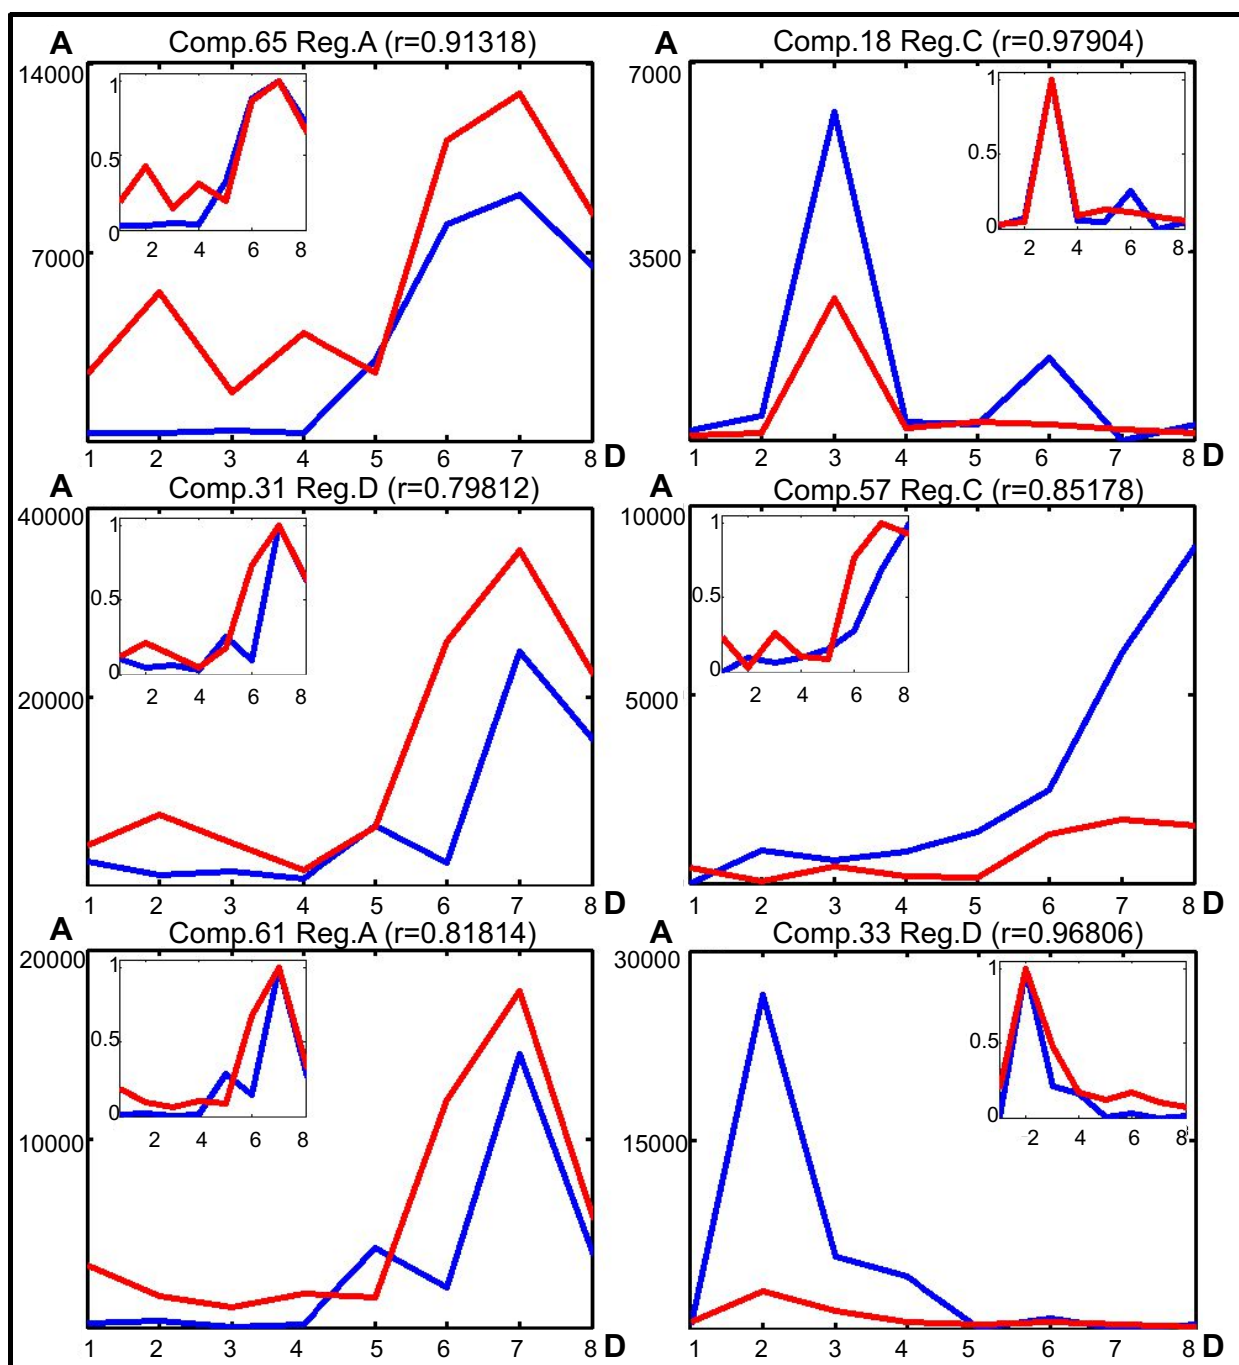 A Comp.65 Reg.A (r=0.91318)
14000
7000
1 0.5 0
2 4 6 8
1 2 3 4 5 6 7 8 D
A Comp.18 Reg.C (r=0.97904)
7000
3500
1 0.5 0
2 4 6 8
1 2 3 4 5 6 7 8 D
A Comp.31 Reg.D (r=0.79812)
40000
20000
1 0.5 0
2 4 6 8
1 2 3 4 5 6 7 8 D
A Comp.57 Reg.C (r=0.85178)
10000
5000
1 0.5 0
2 4 6 8
1 2 3 4 5 6 7 8 D
A Comp.61 Reg.A (r=0.81814)
20000
10000
1 0.5 0
2 4 6 8
1 2 3 4 5 6 7 8 D
A Comp.33 Reg.D (r=0.96806)
30000
15000
1 0.5 0
2 4 6 8
1 2 3 4 5 6 7 8 D